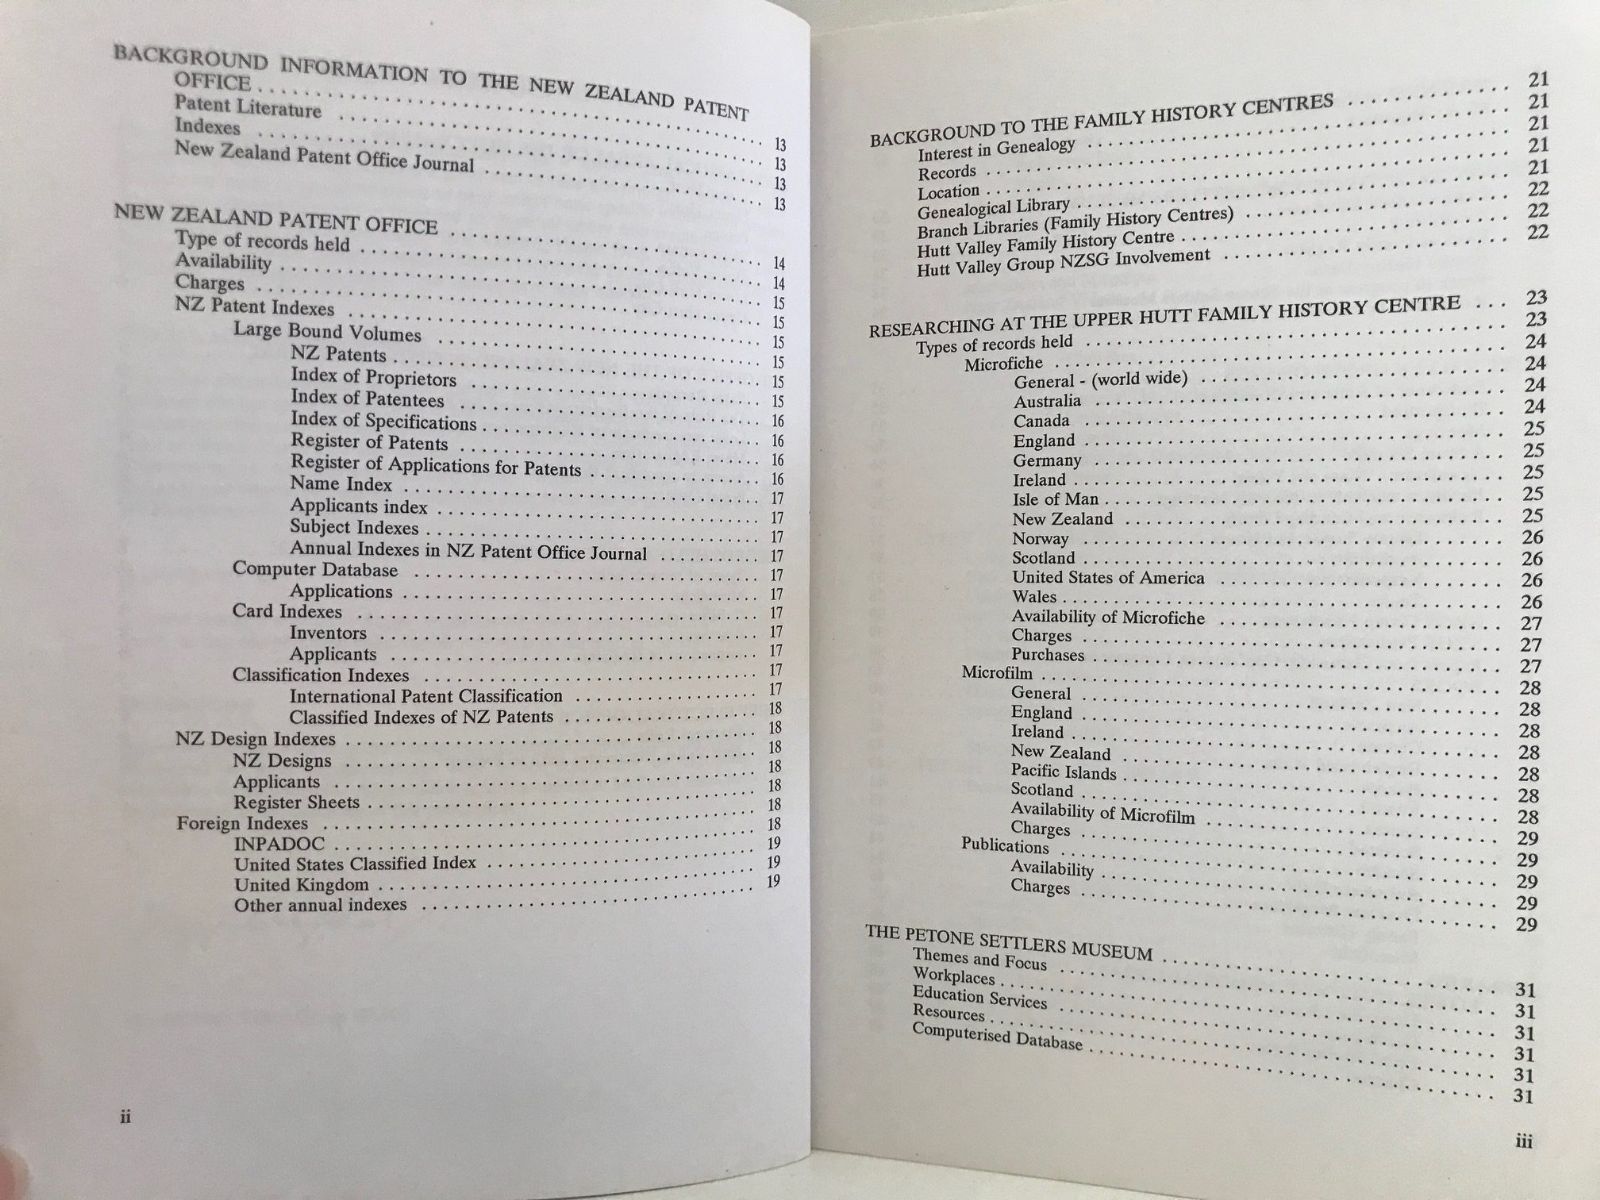 BACKGROUND INFORMATION TO THE NEW ZEALAND PATENT
OFFICE . . . . . 13
Patent Literature . . . . . 13
Indexes . . . . . 13
New Zealand Patent Office Journal . . . . . 13
NEW ZEALAND PATENT OFFICE . . . . . 14
Type of records held . . . . . 14
Availability . . . . . 15
Charges . . . . . 15
NZ Patent Indexes . . . . . 15
Large Bound Volumes . . . . . 15
NZ Patents . . . . . 15
Index of Proprietors . . . . . 15
Index of Patentees . . . . . 16
Index of Specifications . . . . . 16
Register of Patents . . . . . 16
Register of Applications for Patents . . . . . 16
Name Index . . . . . 17
Applicants index . . . . . 17
Subject Indexes . . . . . 17
Annual Indexes in NZ Patent Office Journal . . . . . 17
Computer Database . . . . . 17
Applications . . . . . 17
Card Indexes . . . . . 17
Inventors . . . . . 17
Applicants . . . . . 17
Classification Indexes . . . . . 17
International Patent Classification . . . . . 17
Classified Indexes of NZ Patents . . . . . 18
NZ Design Indexes . . . . . 18
NZ Designs . . . . . 18
Applicants . . . . . 18
Register Sheets . . . . . 18
Foreign Indexes . . . . . 18
INPADOC . . . . . 18
United States Classified Index . . . . . 19
United Kingdom . . . . . 19
Other annual indexes . . . . . 19
ii
BACKGROUND TO THE FAMILY HISTORY CENTRES . . . . . 21
Interest in Genealogy . . . . . 21
Records . . . . . 21
Location . . . . . 21
Genealogical Library . . . . . 21
Branch Libraries (Family History Centres) . . . . . 22
Hutt Valley Family History Centre . . . . . 22
Hutt Valley Group NZSG Involvement . . . . . 22
RESEARCHING AT THE UPPER HUTT FAMILY HISTORY CENTRE . . . 23
Types of records held . . . . . 23
Microfiche . . . . . 24
General - (world wide) . . . . . 24
Australia . . . . . 24
Canada . . . . . 24
England . . . . . 25
Germany . . . . . 25
Ireland . . . . . 25
Isle of Man . . . . . 25
New Zealand . . . . . 25
Norway . . . . . 26
Scotland . . . . . 26
United States of America . . . . . 26
Wales . . . . . 26
Availability of Microfiche . . . . . 27
Charges . . . . . 27
Purchases . . . . . 27
Microfilm . . . . . 28
General . . . . . 28
England . . . . . 28
Ireland . . . . . 28
New Zealand . . . . . 28
Pacific Islands . . . . . 28
Scotland . . . . . 28
Availability of Microfilm . . . . . 29
Charges . . . . . 29
Publications . . . . . 29
Availability . . . . . 29
Charges . . . . . 29
THE PETONE SETTLERS MUSEUM . . . . . 31
Themes and Focus . . . . . 31
Workplaces . . . . . 31
Education Services . . . . . 31
Resources . . . . . 31
Computerised Database . . . . . 31
iii